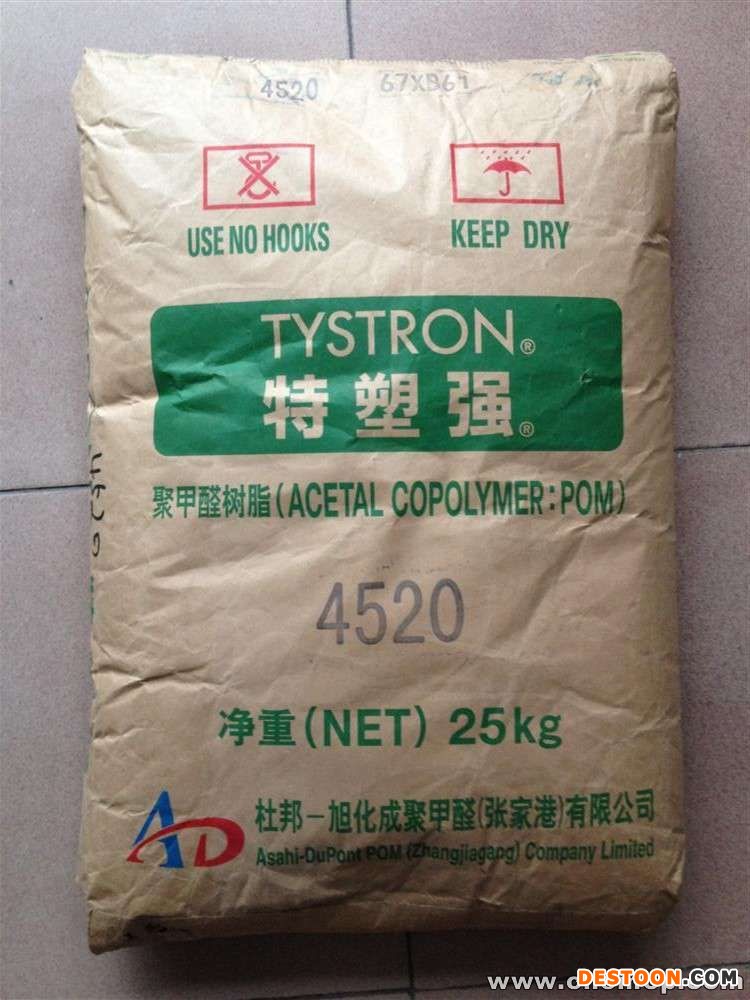 4520 67XB61
USE NO HOOKS KEEP DRY
TYSTRON®
特塑强®
聚甲醛树脂(ACETAL COPOLYMER:POM)
4520
净重(NET) 25kg
AD 杜邦-旭化成聚甲醛(张家港)有限公司
Asahi-DuPont POM (Zhangjiagang) Company Limited
DESTOON.COM